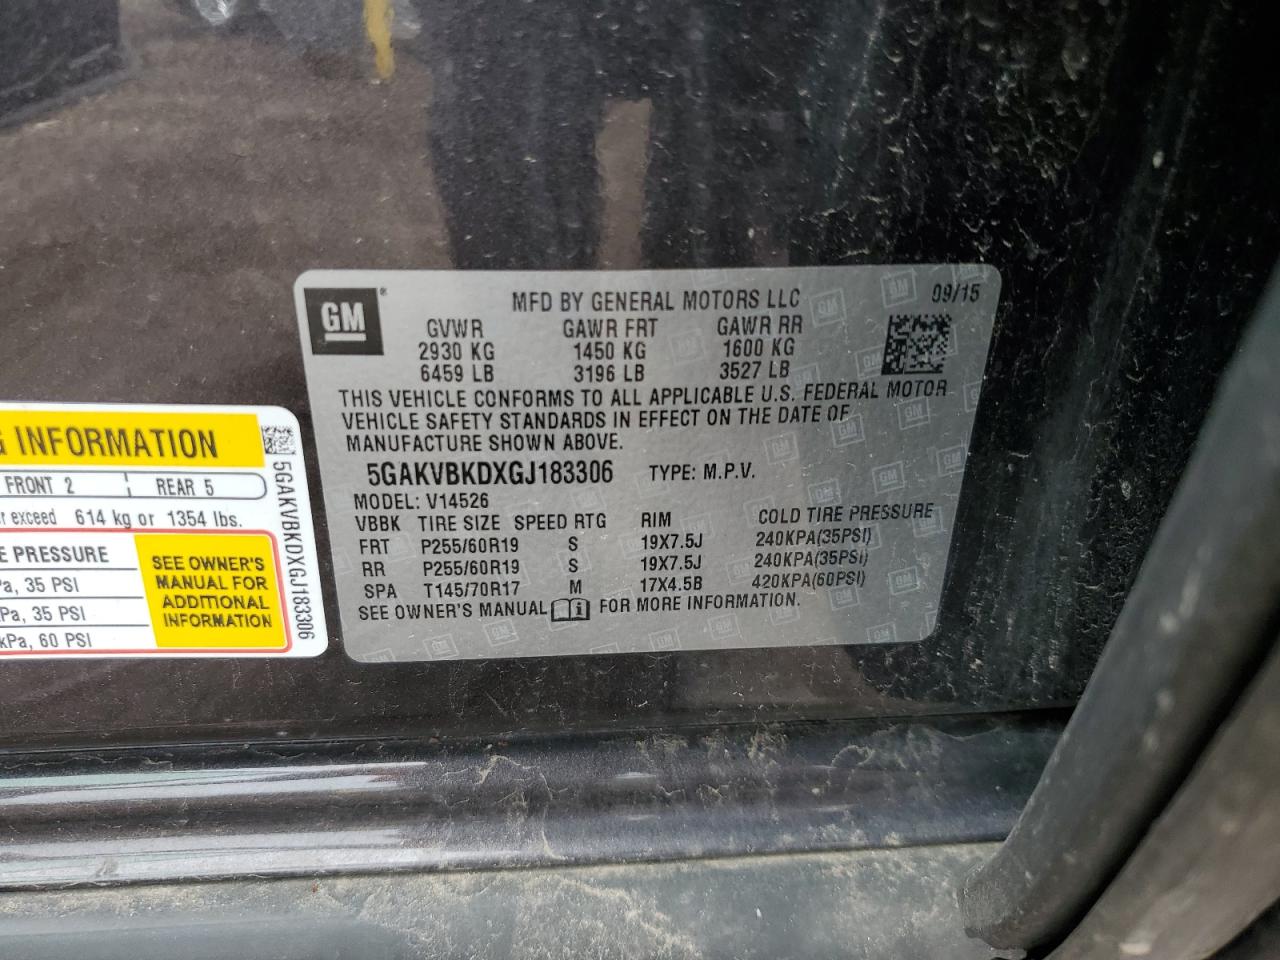 GM ®
MFD BY GENERAL MOTORS LLC 09/15
GVWR GAWR FRT GAWR RR
2930 KG 1450 KG 1600 KG
6459 LB 3196 LB 3527 LB
THIS VEHICLE CONFORMS TO ALL APPLICABLE U.S. FEDERAL MOTOR
VEHICLE SAFETY STANDARDS IN EFFECT ON THE DATE OF
MANUFACTURE SHOWN ABOVE.
5GAKVBKDXGJ183306 TYPE: M.P.V.
MODEL: V14526
VBBK TIRE SIZE SPEED RTG RIM COLD TIRE PRESSURE
FRT P255/60R19 S 19X7.5J 240KPA(35PSI)
RR P255/60R19 S 19X7.5J 240KPA(35PSI)
SPA T145/70R17 M 17X4.5B 420KPA(60PSI)
SEE OWNER'S MANUAL FOR MORE INFORMATION.
G INFORMATION
FRONT 2 REAR 5
er exceed 614 kg or 1354 lbs.
E PRESSURE
Pa, 35 PSI
kPa, 35 PSI
kPa, 60 PSI
SEE OWNER'S
MANUAL FOR
ADDITIONAL
INFORMATION
5GAKVBKDXGJ183306